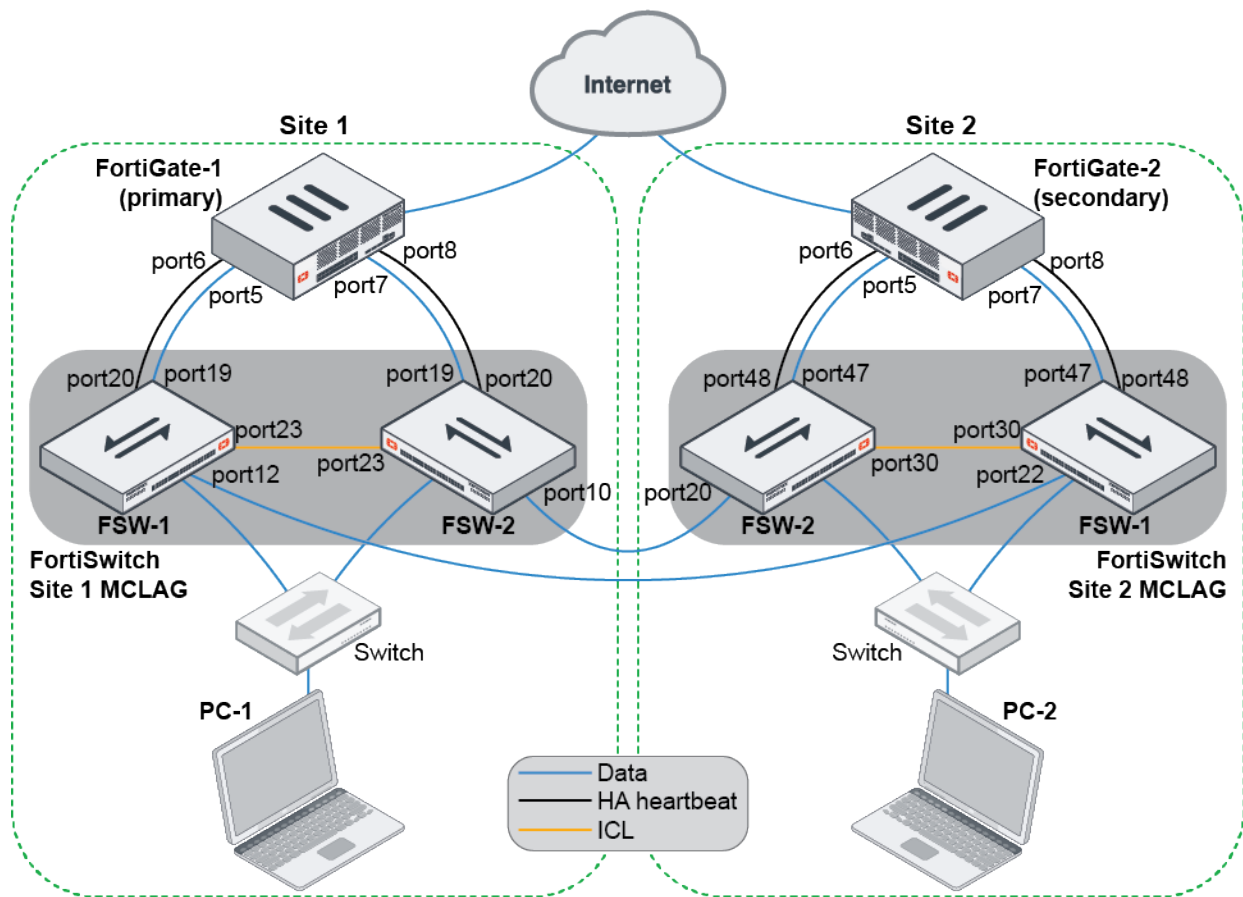 Internet
Site 1
Site 2
FortiGate-1
(primary)
FortiGate-2
(secondary)
port6
port8
port5
port7
port6
port8
port5
port7
port20
port19
port19
port20
port48
port47
port47
port48
port23
port23
port12
port10
port30
port30
port20
port22
FSW-1
FSW-2
FSW-2
FSW-1
FortiSwitch
Site 1 MCLAG
FortiSwitch
Site 2 MCLAG
Switch
Switch
PC-1
PC-2
Data
HA heartbeat
ICL